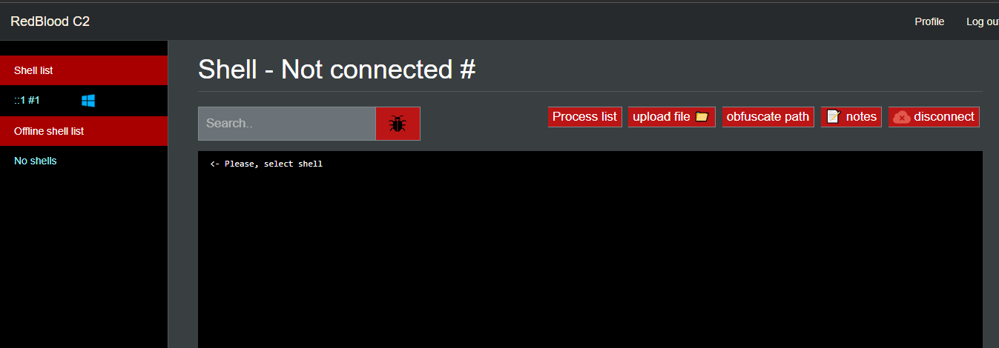 RedBlood C2
Profile
Log ou
Shell list
::1 #1
Offline shell list
No shells
Shell - Not connected #
Search..
Process list
upload file
obfuscate path
notes
disconnect
<- Please, select shell